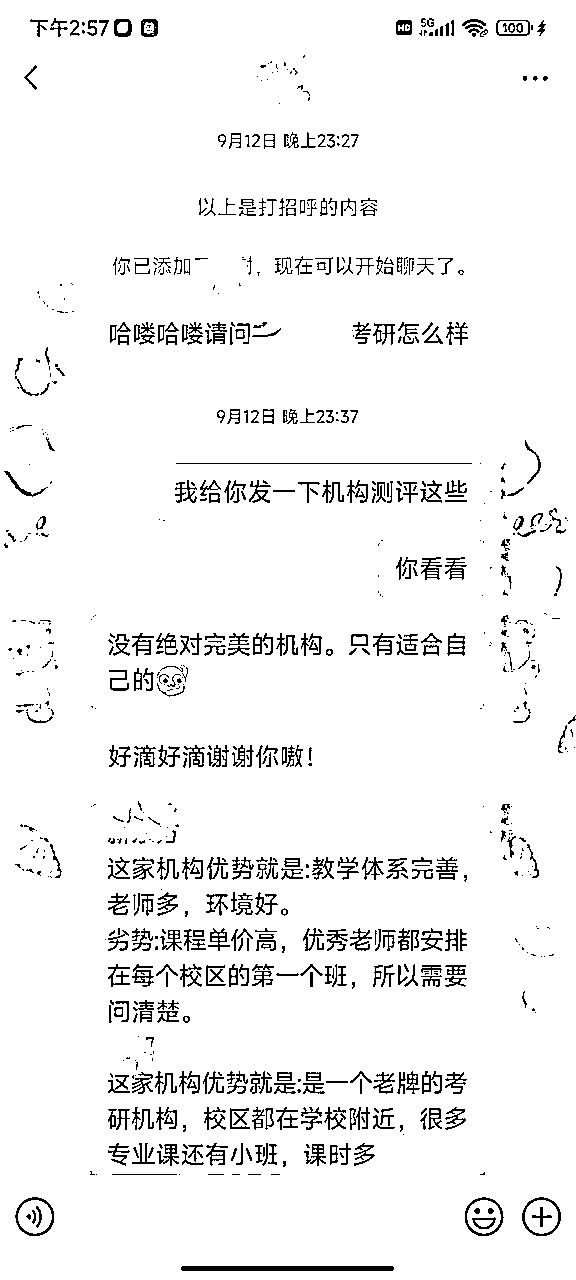 下午2:57
HD 5G 100
9月12日 晚上23:27
以上是打招呼的内容
你已添加 ，现在可以开始聊天了。
哈喽哈喽请问 考研怎么样
9月12日 晚上23:37
我给你发一下机构测评这些
你看看
没有绝对完美的机构。只有适合自
己的
好滴好滴谢谢你嗷！
这家机构优势就是:教学体系完善，
老师多，环境好。
劣势:课程单价高，优秀老师都安排
在每个校区的第一个班，所以需要
问清楚。
这家机构优势就是:是一个老牌的考
研机构，校区都在学校附近，很多
专业课还有小班，课时多